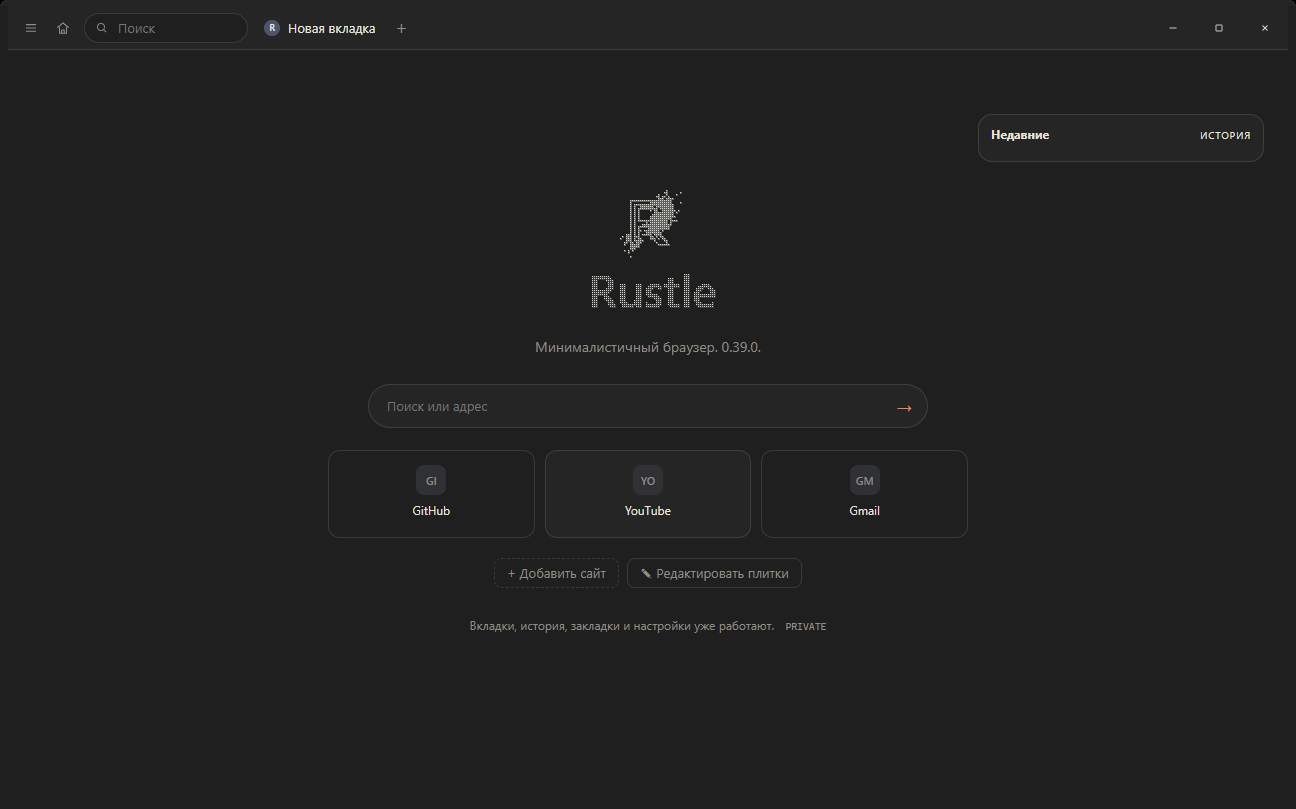 Поиск
R Новая вкладка +
Недавние ИСТОРИЯ
R
Rustle
Минималистичный браузер. 0.39.0.
Поиск или адрес →
GI YO GM
GitHub YouTube Gmail
+ Добавить сайт Редактировать плитки
Вкладки, история, закладки и настройки уже работают. PRIVATE